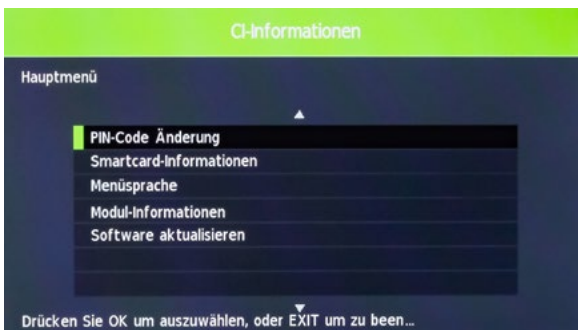 CI-Informationen
Hauptmenü
PIN-Code Änderung
Smartcard-Informationen
Menüsprache
Modul-Informationen
Software aktualisieren
Drücken Sie OK um auszuwählen, oder EXIT um zu been...